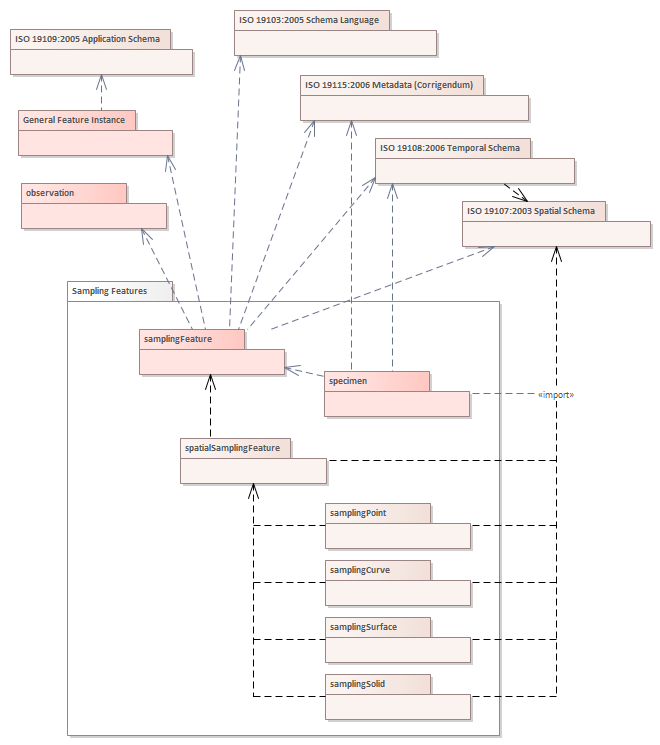 ISO 19103:2005 Schema Language
ISO 19109:2005 Application Schema
ISO 19115:2006 Metadata (Corrigendum)
General Feature Instance
ISO 19108:2006 Temporal Schema
observation
ISO 19107:2003 Spatial Schema
Sampling Features
samplingFeature
specimen
«import»
spatialSamplingFeature
samplingPoint
samplingCurve
samplingSurface
samplingSolid